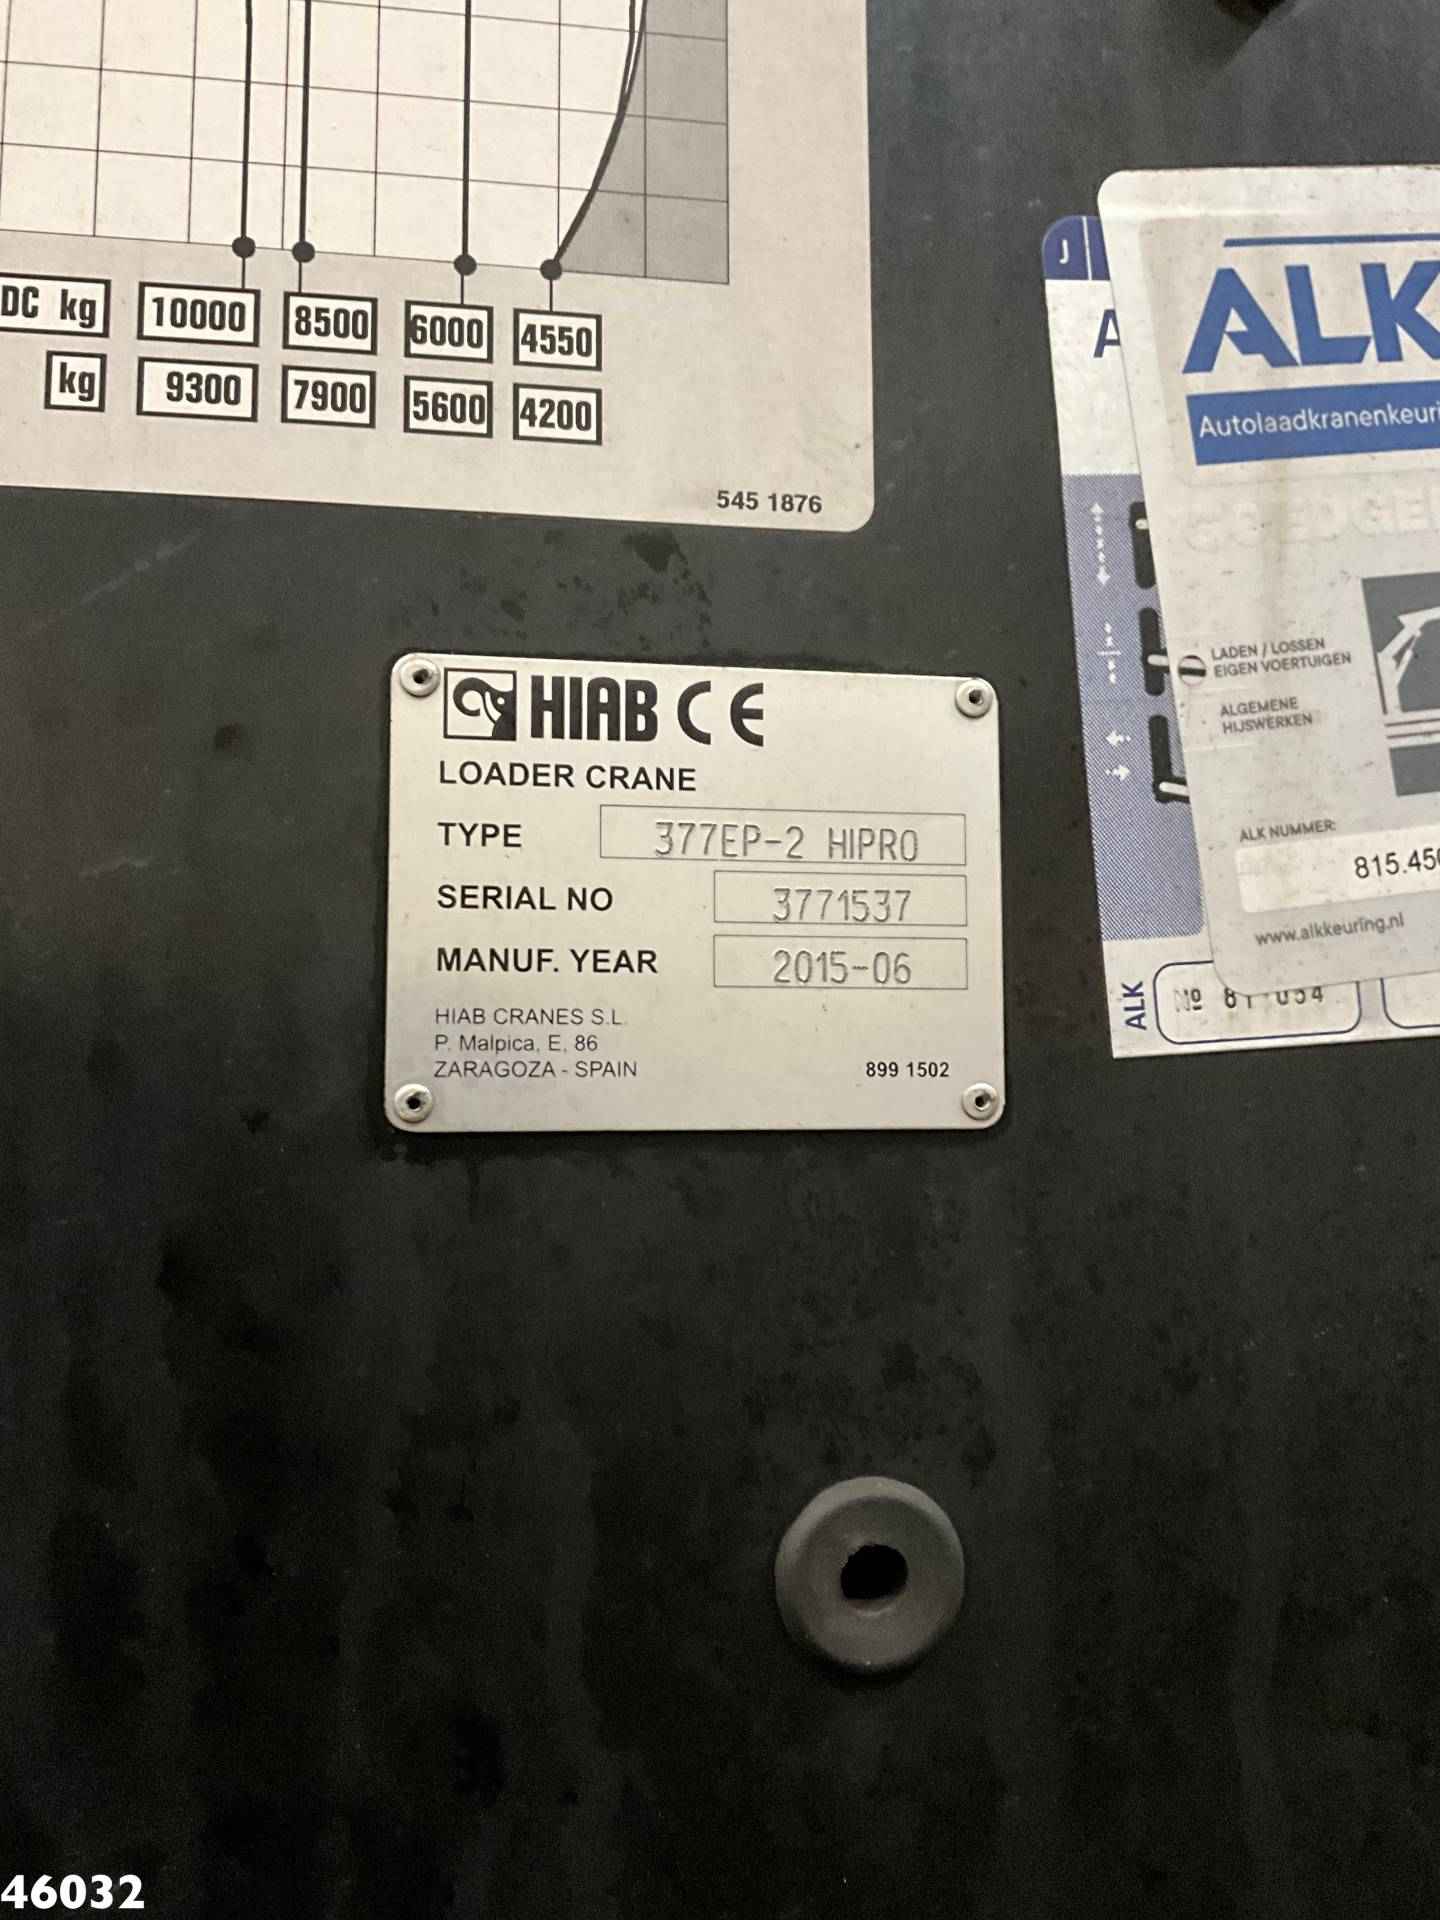 DC kg 10000 8500 6000 4550
kg 9300 7900 5600 4200
545 1876
HIAB CE
LOADER CRANE
TYPE 377EP-2 HIPRO
SERIAL NO 3771537
MANUF. YEAR 2015-06
HIAB CRANES S.L.
P. Malpica, E, 86
ZARAGOZA - SPAIN 899 1502
J
A
ALK
Autolaadkranenkeuri
LADEN / LOSSEN
EIGEN VOERTUIGEN
ALGEMENE
HIJSWERKEN
ALK NUMMER:
815.450
www.alkkeuring.nl
ALK Nº
46032